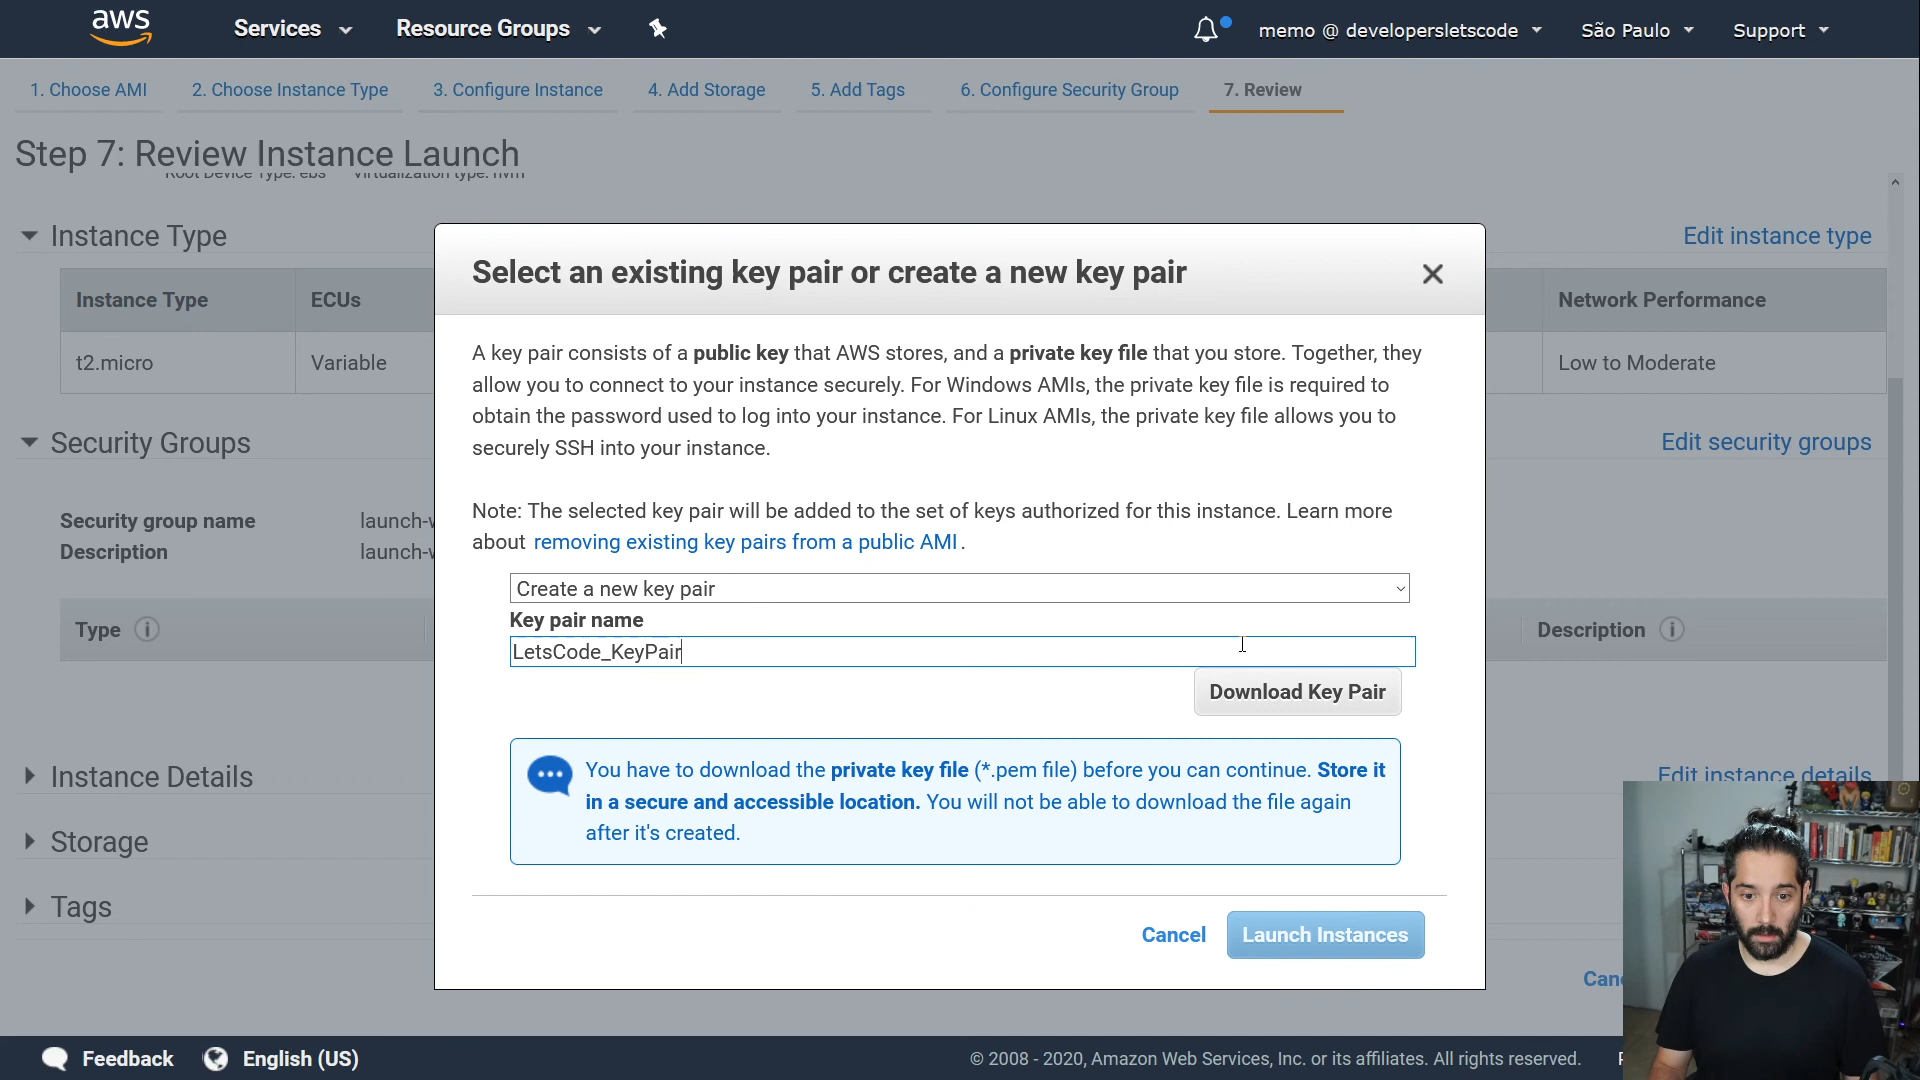 aws
Services
Resource Groups
memo @ developersletscode
São Paulo
Support
1. Choose AMI
2. Choose Instance Type
3. Configure Instance
4. Add Storage
5. Add Tags
6. Configure Security Group
7. Review
Step 7: Review Instance Launch
Root Device Type: ebs Virtualization type: hvm
Instance Type
Edit instance type
Instance Type
ECUs
Network Performance
t2.micro
Variable
Low to Moderate
Security Groups
Edit security groups
Security group name
launch-w
Description
launch-w
Type
Description
Instance Details
Edit instance details
Storage
Tags
Select an existing key pair or create a new key pair
A key pair consists of a public key that AWS stores, and a private key file that you store. Together, they
allow you to connect to your instance securely. For Windows AMIs, the private key file is required to
obtain the password used to log into your instance. For Linux AMIs, the private key file allows you to
securely SSH into your instance.
Note: The selected key pair will be added to the set of keys authorized for this instance. Learn more
about removing existing key pairs from a public AMI.
Create a new key pair
Key pair name
LetsCode_KeyPair
Download Key Pair
You have to download the private key file (*.pem file) before you can continue. Store it
in a secure and accessible location. You will not be able to download the file again
after it's created.
Cancel
Launch Instances
Canc
Feedback
English (US)
© 2008 - 2020, Amazon Web Services, Inc. or its affiliates. All rights reserved.